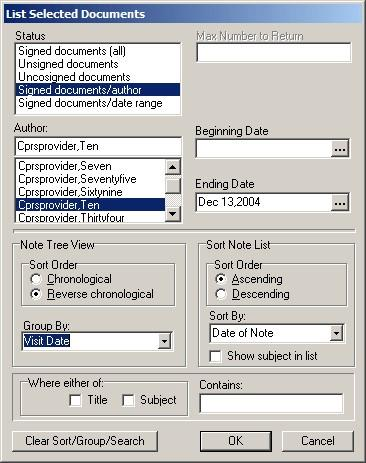 List Selected Documents
Status
Signed documents (all)
Unsigned documents
Uncosigned documents
Signed documents/author
Signed documents/date range
Max Number to Return
Author:
Cprsprovider,Ten
Cprsprovider,Seven
Cprsprovider,Seventyfive
Cprsprovider,Sixtynine
Cprsprovider,Ten
Cprsprovider,Thirtyfour
Beginning Date
...
Ending Date
Dec 13,2004
...
Note Tree View
Sort Order
Chronological
Reverse chronological
Group By:
Visit Date
Sort Note List
Sort Order
Ascending
Descending
Sort By:
Date of Note
Show subject in list
Where either of:
Title
Subject
Contains:
Clear Sort/Group/Search
OK
Cancel